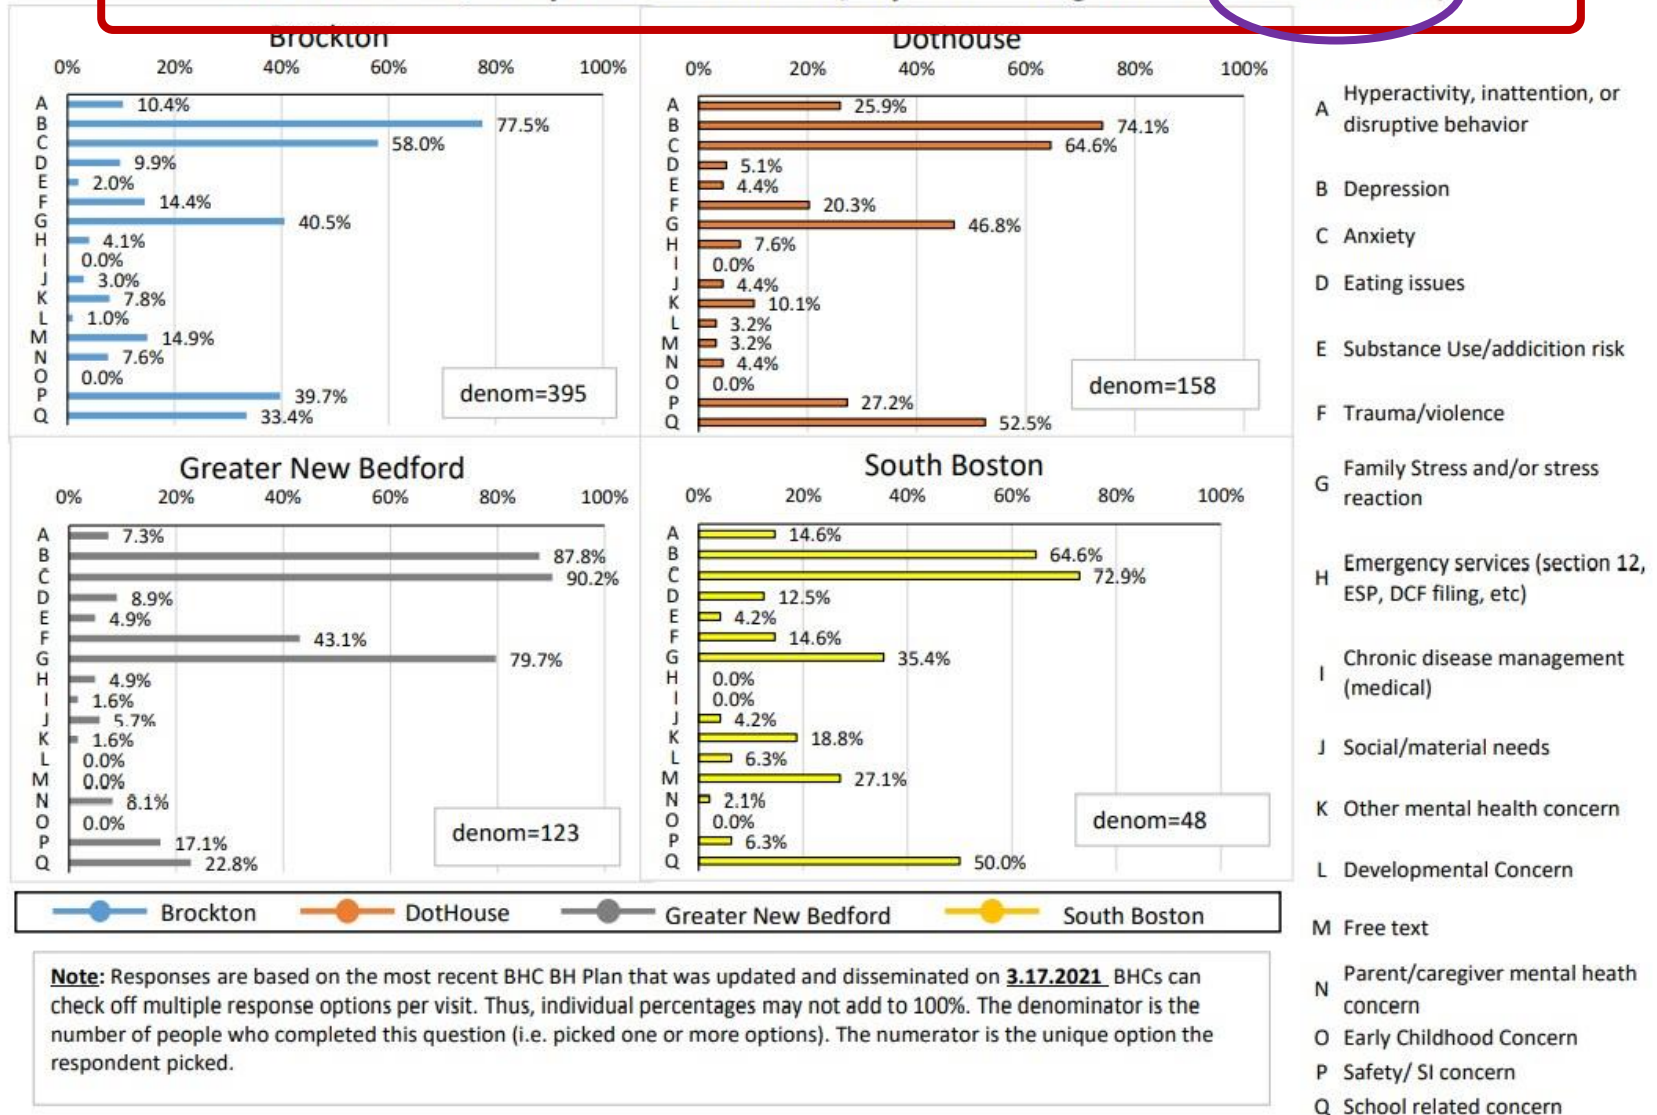 Brockton
0% 20% 40% 60% 80% 100%
A 10.4%
B 77.5%
C 58.0%
D 9.9%
E 2.0%
F 14.4%
G 40.5%
H 4.1%
I 0.0%
J 3.0%
K 7.8%
L 1.0%
M 14.9%
N 7.6%
O 0.0%
P 39.7%
Q 33.4%
denom=395
Dothouse
0% 20% 40% 60% 80% 100%
A 25.9%
B 74.1%
C 64.6%
D 5.1%
E 4.4%
F 20.3%
G 46.8%
H 7.6%
I 0.0%
J 4.4%
K 10.1%
L 3.2%
M 3.2%
N 4.4%
O 0.0%
P 27.2%
Q 52.5%
denom=158
Greater New Bedford
0% 20% 40% 60% 80% 100%
A 7.3%
B 87.8%
C 90.2%
D 8.9%
E 4.9%
F 43.1%
G 79.7%
H 4.9%
I 1.6%
J 5.7%
K 1.6%
L 0.0%
M 0.0%
N 8.1%
O 0.0%
P 17.1%
Q 22.8%
denom=123
South Boston
0% 20% 40% 60% 80% 100%
A 14.6%
B 64.6%
C 72.9%
D 12.5%
E 4.2%
F 14.6%
G 35.4%
H 0.0%
I 0.0%
J 4.2%
K 18.8%
L 6.3%
M 27.1%
N 2.1%
O 0.0%
P 6.3%
Q 50.0%
denom=48
Brockton DotHouse Greater New Bedford South Boston
Note: Responses are based on the most recent BHC BH Plan that was updated and disseminated on 3.17.2021 BHCs can
check off multiple response options per visit. Thus, individual percentages may not add to 100%. The denominator is the
number of people who completed this question (i.e. picked one or more options). The numerator is the unique option the
respondent picked.
A Hyperactivity, inattention, or
disruptive behavior
B Depression
C Anxiety
D Eating issues
E Substance Use/addicition risk
F Trauma/violence
G Family Stress and/or stress
reaction
H Emergency services (section 12,
ESP, DCF filing, etc)
I Chronic disease management
(medical)
J Social/material needs
K Other mental health concern
L Developmental Concern
M Free text
N Parent/caregiver mental heath
concern
O Early Childhood Concern
P Safety/ SI concern
Q School related concern